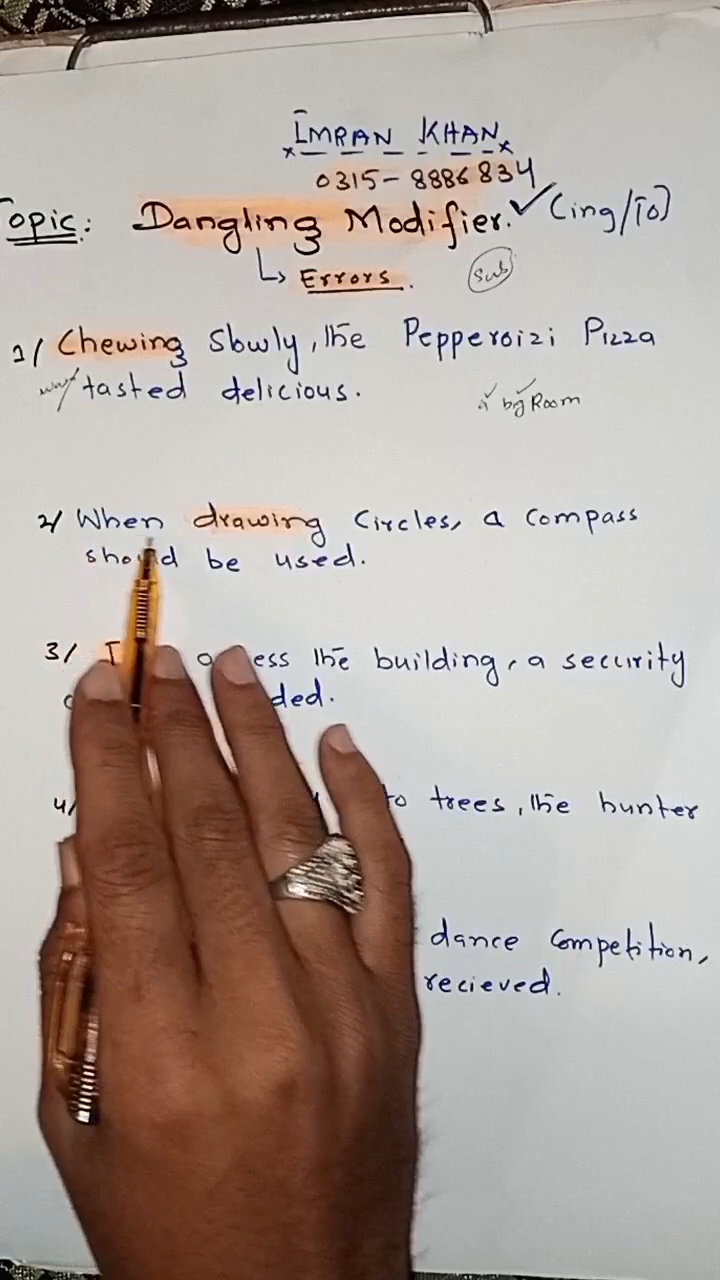 IMRAN KHAN
0315-8886834
Topic: Dangling Modifier. (ing/To)
Errors.
Sub
1/ Chewing Slowly, the Pepperoizi Pizza
tasted delicious.
by Room
2/ When drawing Circles, a Compass
should be used.
3/ the building, a security
4/ to trees, the hunter
dance Competition,
recieved.